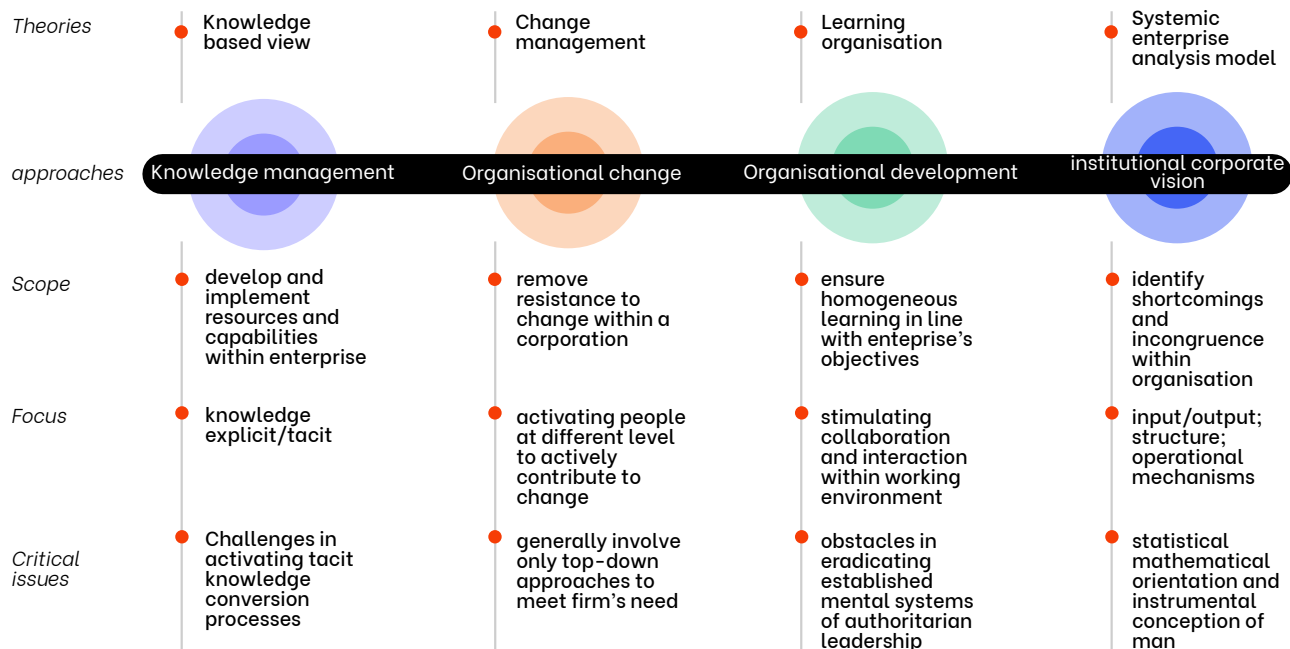 Theories
Knowledge
based view
Change
management
Learning
organisation
Systemic
enterprise
analysis model
approaches
Knowledge management
Organisational change
Organisational development
institutional corporate
vision
Scope
develop and
implement
resources and
capabilities
within enterprise
remove
resistance to
change within a
corporation
ensure
homogeneous
learning in line
with enteprise's
objectives
identify
shortcomings
and
incongruence
within
organisation
Focus
knowledge
explicit/tacit
activating people
at different level
to actively
contribute to
change
stimulating
collaboration
and interaction
within working
environment
input/output;
structure;
operational
mechanisms
Critical
issues
Challenges in
activating tacit
knowledge
conversion
processes
generally involve
only top-down
approaches to
meet firm's need
obstacles in
eradicating
established
mental systems
of authoritarian
leadership
statistical
mathematical
orientation and
instrumental
conception of
man